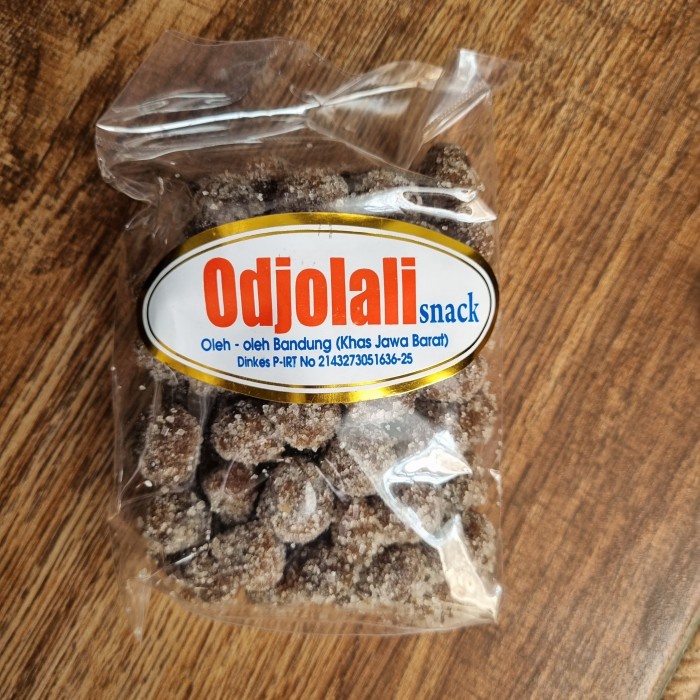 Odjolali snack
Oleh - oleh Bandung (Khas Jawa Barat)
Dinkes P-IRT No 2143273051636-25